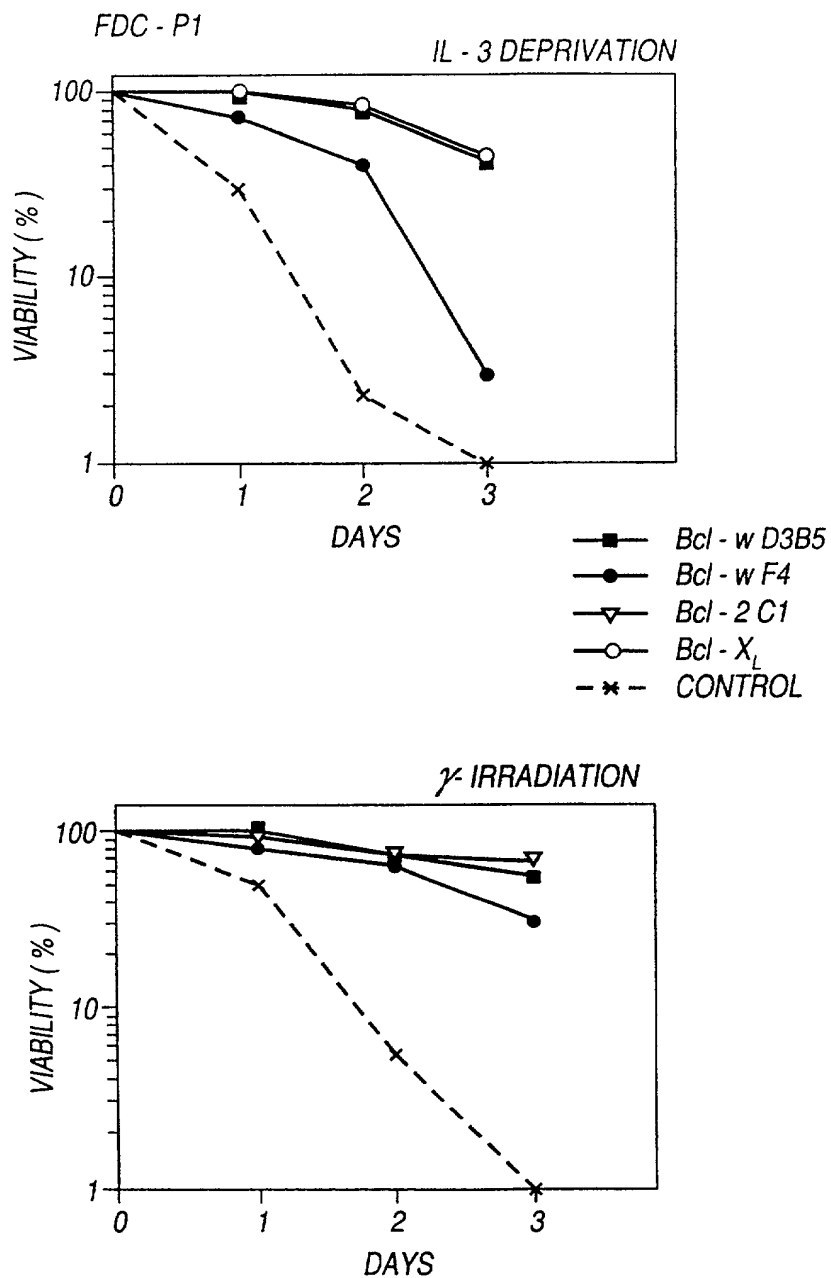 FDC - P1
IL - 3 DEPRIVATION
100
10
1
VIABILITY ( % )
0 1 2 3
DAYS
Bcl - w D3B5
Bcl - w F4
Bcl - 2 C1
Bcl - X_L
CONTROL
γ- IRRADIATION
100
10
1
VIABILITY ( % )
0 1 2 3
DAYS